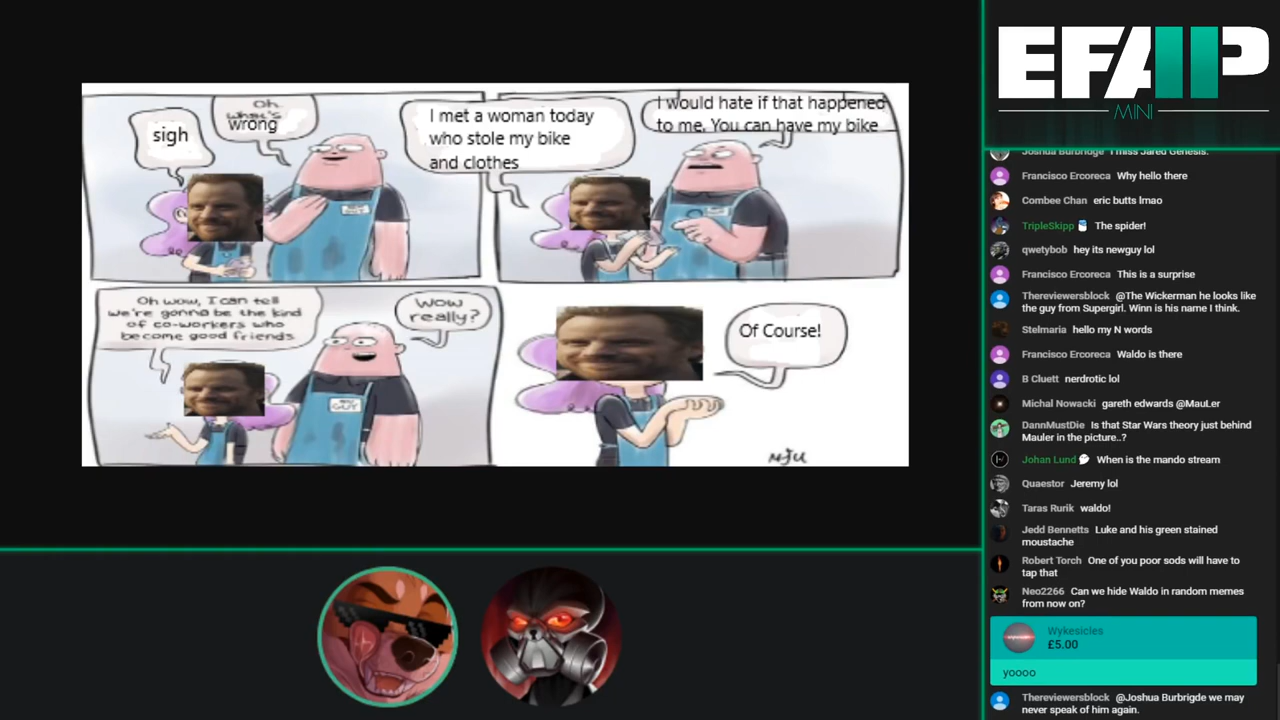 sigh
Oh
what's
wrong
I met a woman today
who stole my bike
and clothes
I would hate if that happened
to me. You can have my bike
GUY
Oh wow, I can tell
we're gonna be the kind
of co-workers who
become good friends
Wow
really?
GUY
Of Course!
EFAP
MINI
Joshua Burbridge I miss Jared Genesis.
Francisco Ercoreca Why hello there
Combee Chan eric butts lmao
TripleSkipp The spider!
qwetybob hey its newguy lol
Francisco Ercoreca This is a surprise
Thereviewersblock @The Wickerman he looks like
the guy from Supergirl. Winn is his name I think.
Stelmaria hello my N words
Francisco Ercoreca Waldo is there
B Cluett nerdrotic lol
Michal Nowacki gareth edwards @MauLer
DannMustDie Is that Star Wars theory just behind
Mauler in the picture..?
Johan Lund When is the mando stream
Quaestor Jeremy lol
Taras Rurik waldo!
Jedd Bennetts Luke and his green stained
moustache
Robert Torch One of you poor sods will have to
tap that
Neo2266 Can we hide Waldo in random memes
from now on?
Wykesicles
£5.00
yoooo
Thereviewersblock @Joshua Burbrigde we may
never speak of him again.